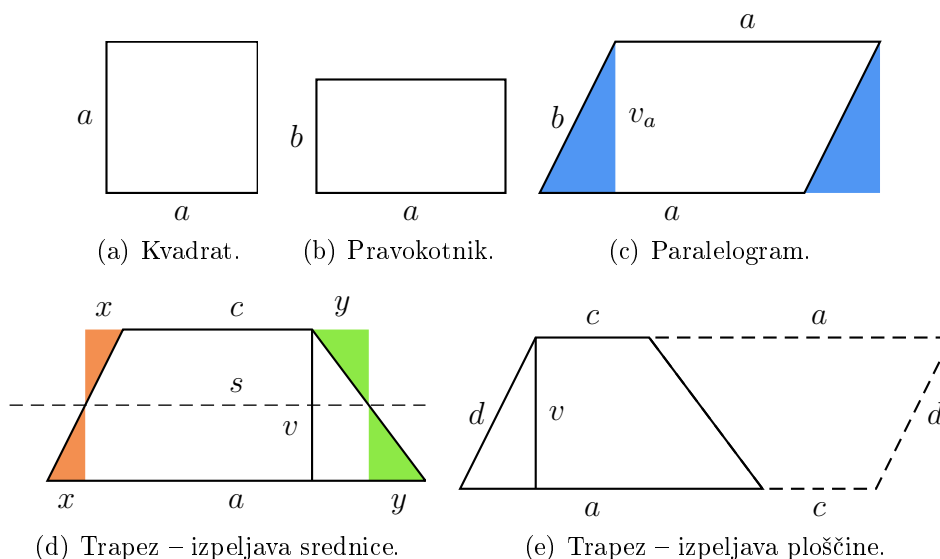 a
a
(a) Kvadrat.
b
a
(b) Pravokotnik.
a
b
v_a
a
(c) Paralelogram.
x
c
y
s
v
x
a
y
(d) Trapez – izpeljava srednice.
c
a
d
v
d
a
c
(e) Trapez – izpeljava ploščine.